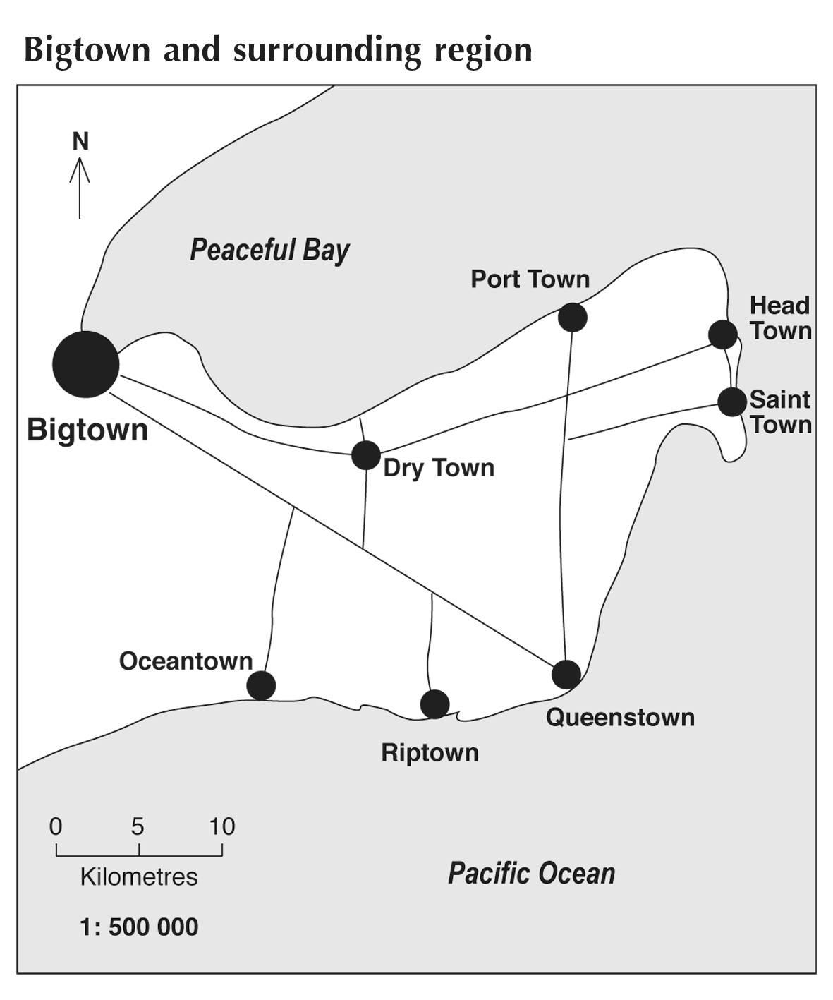 Bigtown and surrounding region
N
Peaceful Bay
Port Town
Head
Town
Saint
Town
Bigtown
Dry Town
Oceantown
Queenstown
Riptown
0 5 10
Kilometres
Pacific Ocean
1: 500 000